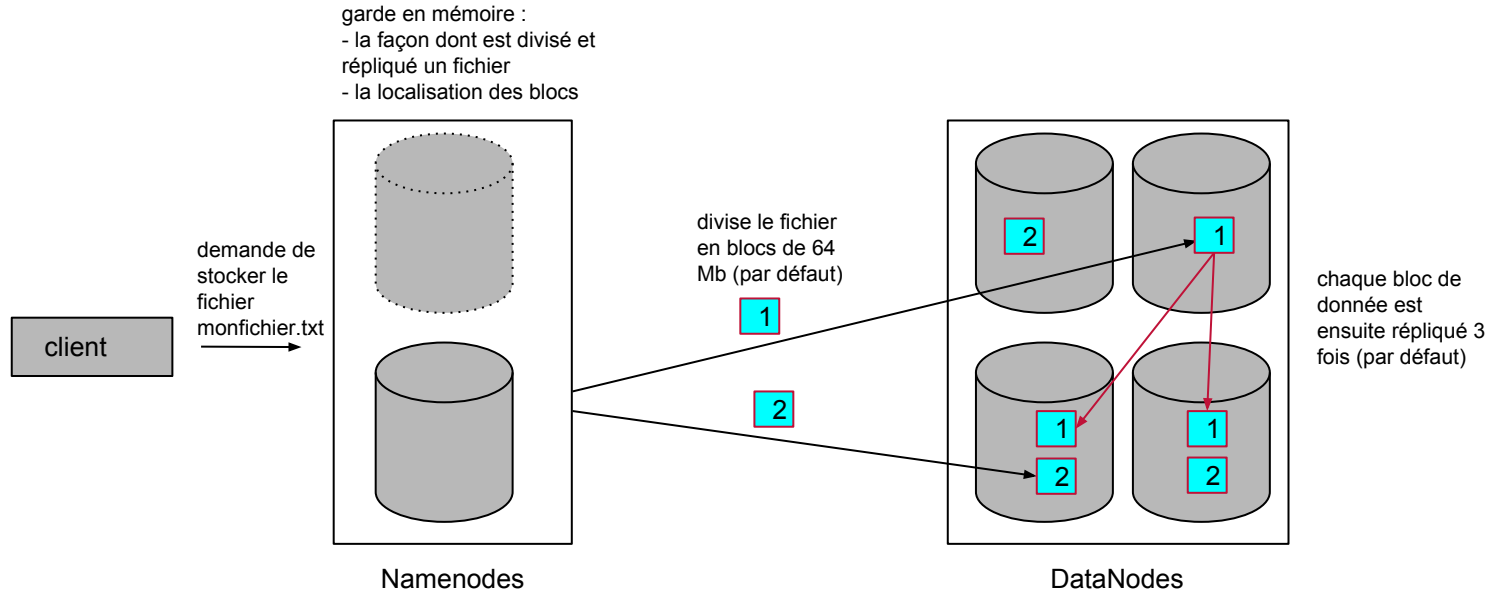 garde en mémoire :
- la façon dont est divisé et
répliqué un fichier
- la localisation des blocs
demande de
stocker le
fichier
monfichier.txt
client
divise le fichier
en blocs de 64
Mb (par défaut)
1
2
2
1
1
1
2
2
chaque bloc de
donnée est
ensuite répliqué 3
fois (par défaut)
Namenodes
DataNodes